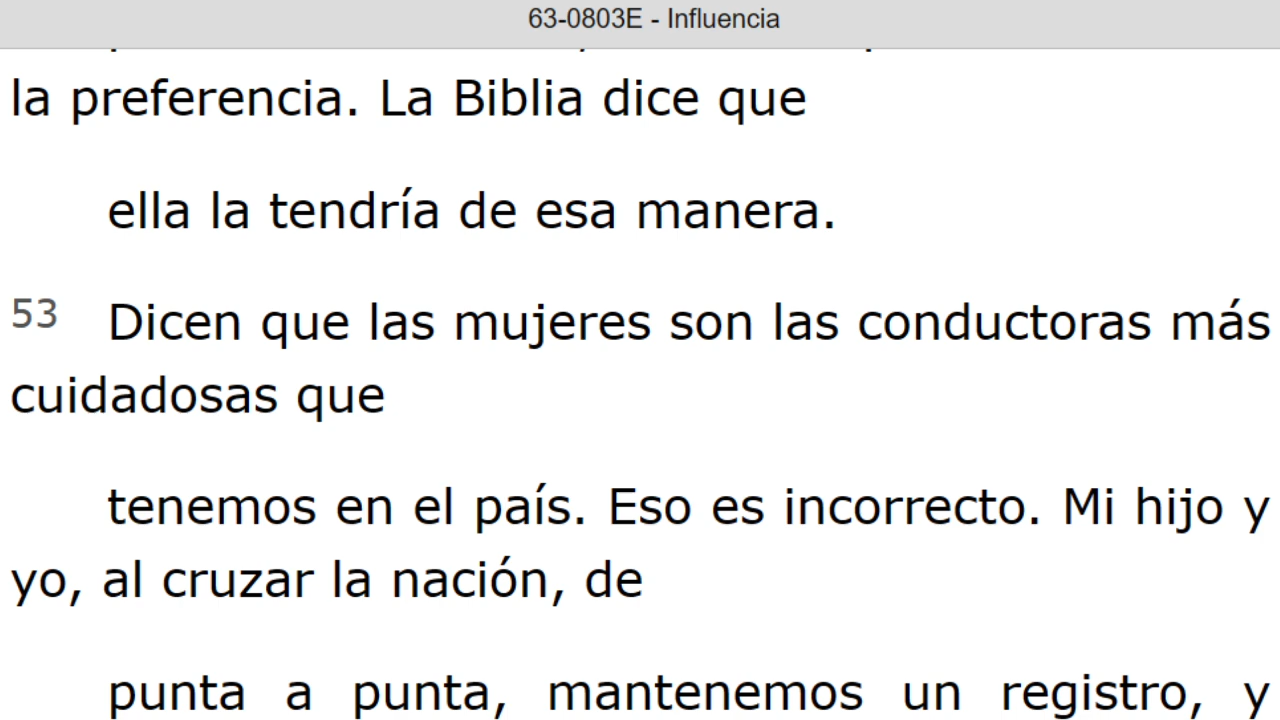 63-0803E - Influencia
la preferencia. La Biblia dice que
ella la tendría de esa manera.
53 Dicen que las mujeres son las conductoras más
cuidadosas que
tenemos en el país. Eso es incorrecto. Mi hijo y
yo, al cruzar la nación, de
punta a punta, mantenemos un registro, y